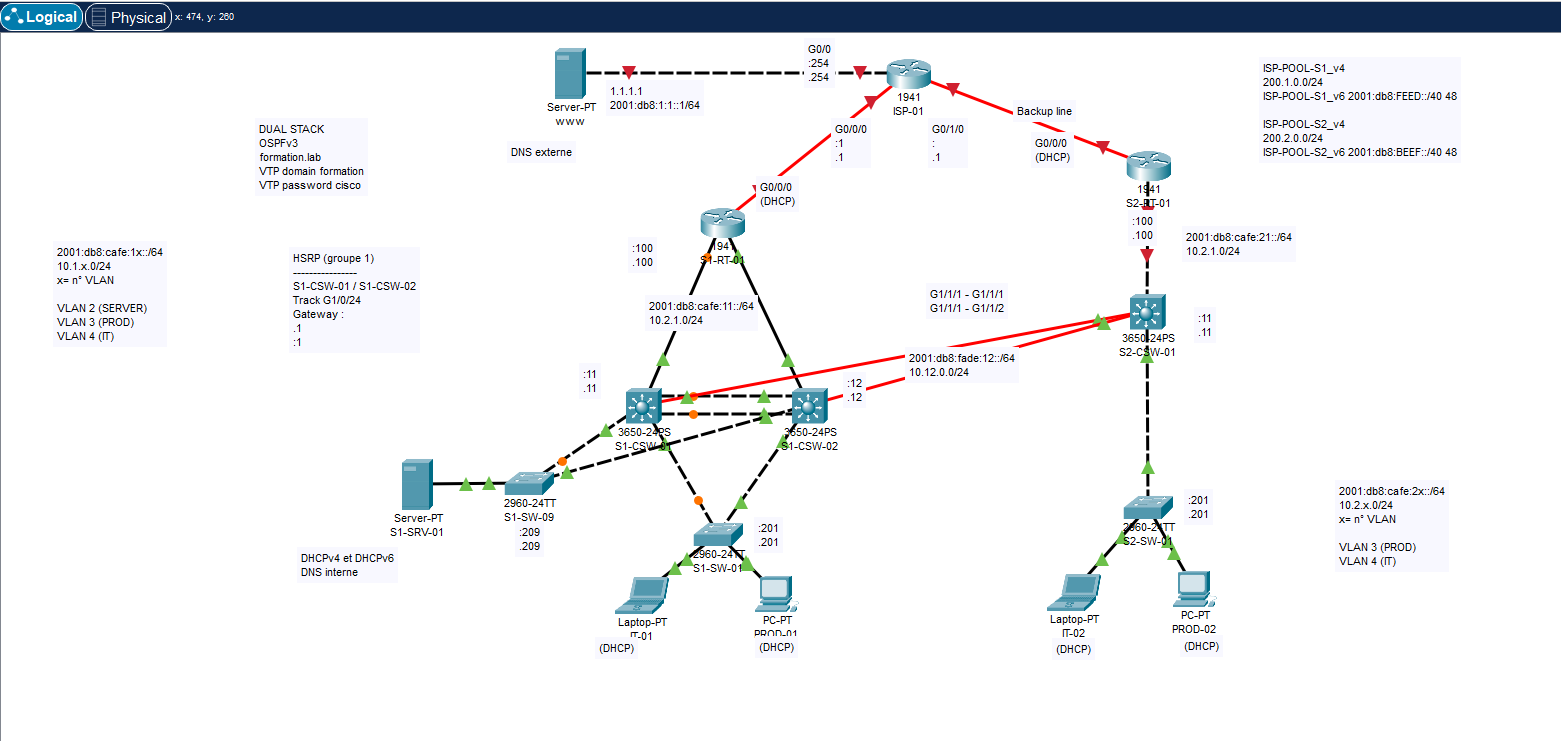 Logical
Physical
x: 474, y: 260
G0/0
:254
.254
1.1.1.1
2001:db8:1:1::1/64
Server-PT
www
DNS externe
1941
ISP-01
Backup line
G0/0/0
:1
.1
G0/1/0
:
.1
G0/0/0
(DHCP)
ISP-POOL-S1_v4
200.1.0.0/24
ISP-POOL-S1_v6 2001:db8:FEED::/40 48
ISP-POOL-S2_v4
200.2.0.0/24
ISP-POOL-S2_v6 2001:db8:BEEF::/40 48
DUAL STACK
OSPFv3
formation.lab
VTP domain formation
VTP password cisco
G0/0/0
(DHCP)
1941
S2-RT-01
:100
.100
2001:db8:cafe:21::/64
10.2.1.0/24
1941
S1-RT-01
:100
.100
2001:db8:cafe:1x::/64
10.1.x.0/24
x= n° VLAN
VLAN 2 (SERVER)
VLAN 3 (PROD)
VLAN 4 (IT)
HSRP (groupe 1)
----------------
S1-CSW-01 / S1-CSW-02
Track G1/0/24
Gateway :
.1
:1
2001:db8:cafe:11::/64
10.2.1.0/24
G1/1/1 - G1/1/1
G1/1/1 - G1/1/2
3650-24PS
S2-CSW-01
:11
.11
2001:db8:fade:12::/64
10.12.0.0/24
:11
.11
:12
.12
3650-24PS
S1-CSW-01
3650-24PS
S1-CSW-02
Server-PT
S1-SRV-01
2960-24TT
S1-SW-09
:209
.209
DHCPv4 et DHCPv6
DNS interne
2960-24TT
S1-SW-01
:201
.201
Laptop-PT
IT-01
(DHCP)
PC-PT
PROD-01
(DHCP)
2960-24TT
S2-SW-01
:201
.201
2001:db8:cafe:2x::/64
10.2.x.0/24
x= n° VLAN
VLAN 3 (PROD)
VLAN 4 (IT)
Laptop-PT
IT-02
(DHCP)
PC-PT
PROD-02
(DHCP)